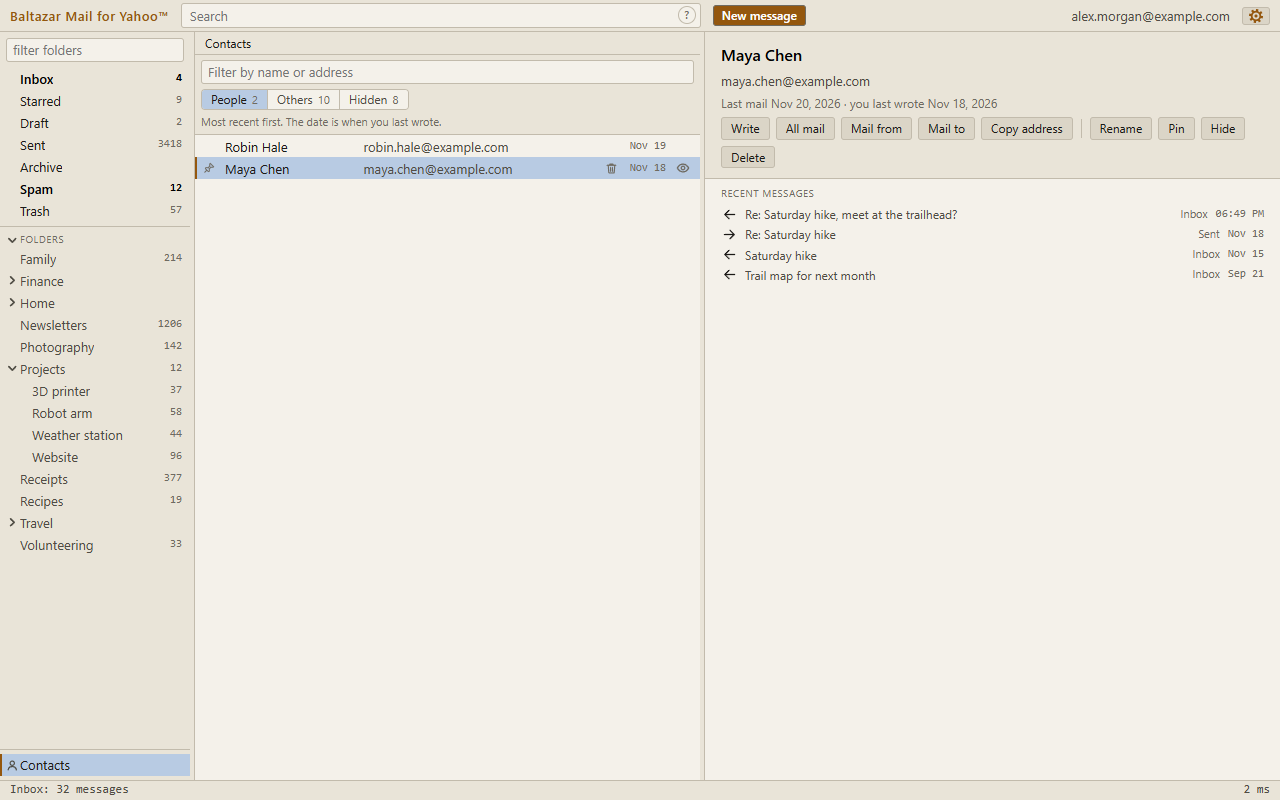 Baltazar Mail for Yahoo™
Search
?
New message
alex.morgan@example.com
filter folders
Inbox 4
Starred 9
Draft 2
Sent 3418
Archive
Spam 12
Trash 57
FOLDERS
Family 214
Finance
Home
Newsletters 1206
Photography 142
Projects 12
3D printer 37
Robot arm 58
Weather station 44
Website 96
Receipts 377
Recipes 19
Travel
Volunteering 33
Contacts
Contacts
Filter by name or address
People 2 Others 10 Hidden 8
Most recent first. The date is when you last wrote.
Robin Hale robin.hale@example.com Nov 19
Maya Chen maya.chen@example.com Nov 18
Maya Chen
maya.chen@example.com
Last mail Nov 20, 2026 · you last wrote Nov 18, 2026
Write All mail Mail from Mail to Copy address Rename Pin Hide
Delete
RECENT MESSAGES
Re: Saturday hike, meet at the trailhead? Inbox 06:49 PM
Re: Saturday hike Sent Nov 18
Saturday hike Inbox Nov 15
Trail map for next month Inbox Sep 21
Inbox: 32 messages
2 ms